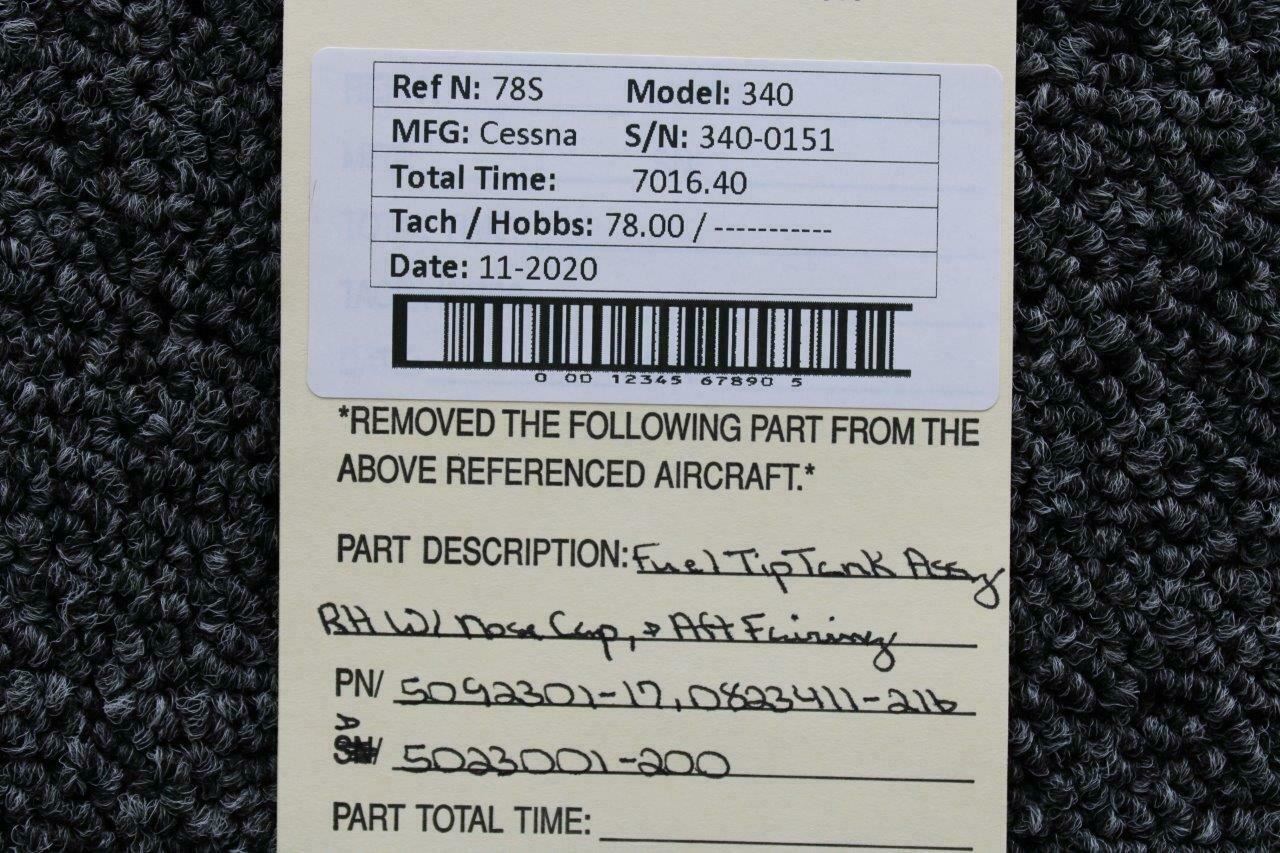 Ref N: 78S Model: 340
MFG: Cessna S/N: 340-0151
Total Time: 7016.40
Tach / Hobbs: 78.00 / -----------
Date: 11-2020
0 00 12345 67890 5
*REMOVED THE FOLLOWING PART FROM THE
ABOVE REFERENCED AIRCRAFT.*
PART DESCRIPTION: Fuel Tip Tank Assy
RH W/ Nose Cap, & Aft Fairing
PN/ 5092301-17, 0823411-216
5023001-200
PART TOTAL TIME: